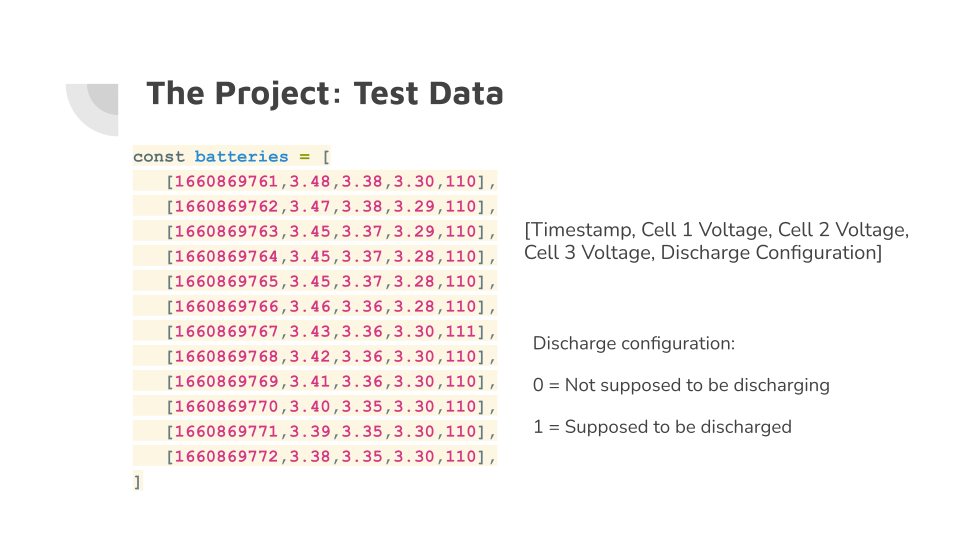 The Project: Test Data
const batteries = [
[1660869761,3.48,3.38,3.30,110],
[1660869762,3.47,3.38,3.29,110],
[1660869763,3.45,3.37,3.29,110],
[1660869764,3.45,3.37,3.28,110],
[1660869765,3.45,3.37,3.28,110],
[1660869766,3.46,3.36,3.28,110],
[1660869767,3.43,3.36,3.30,111],
[1660869768,3.42,3.36,3.30,110],
[1660869769,3.41,3.36,3.30,110],
[1660869770,3.40,3.35,3.30,110],
[1660869771,3.39,3.35,3.30,110],
[1660869772,3.38,3.35,3.30,110],
]
[Timestamp, Cell 1 Voltage, Cell 2 Voltage,
Cell 3 Voltage, Discharge Configuration]
Discharge configuration:
0 = Not supposed to be discharging
1 = Supposed to be discharged